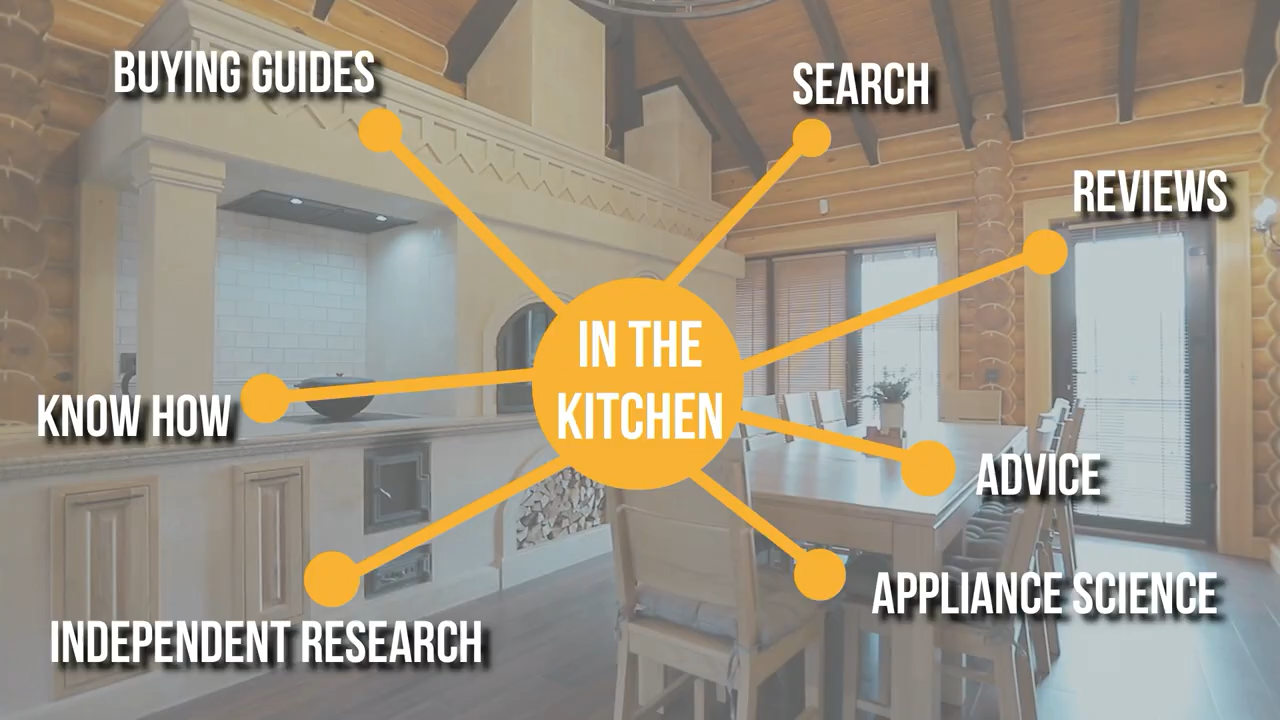 BUYING GUIDES
SEARCH
REVIEWS
IN THE
KITCHEN
KNOW HOW
ADVICE
APPLIANCE SCIENCE
INDEPENDENT RESEARCH